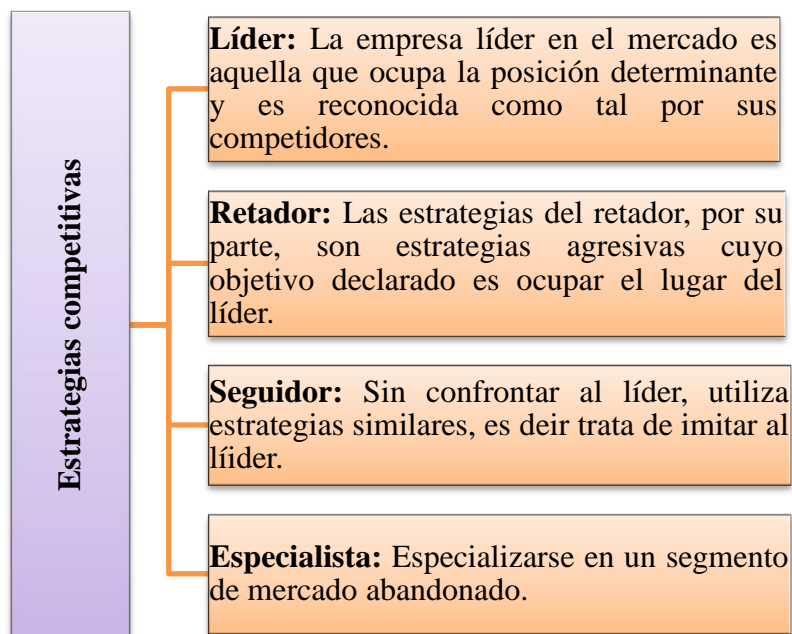 Estrategias competitivas
Líder: La empresa líder en el mercado es
aquella que ocupa la posición determinante
y es reconocida como tal por sus
competidores.
Retador: Las estrategias del retador, por su
parte, son estrategias agresivas cuyo
objetivo declarado es ocupar el lugar del
líder.
Seguidor: Sin confrontar al líder, utiliza
estrategias similares, es deir trata de imitar al
líider.
Especialista: Especializarse en un segmento
de mercado abandonado.